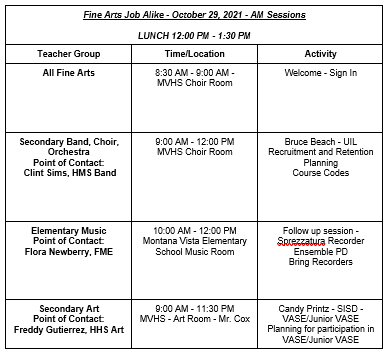 Fine Arts Job Alike - October 29, 2021 - AM Sessions
LUNCH 12:00 PM - 1:30 PM
Teacher Group
Time/Location
Activity
All Fine Arts
8:30 AM - 9:00 AM -
MVHS Choir Room
Welcome - Sign In
Secondary Band, Choir,
Orchestra
Point of Contact:
Clint Sims, HMS Band
9:00 AM - 12:00 PM
MVHS Choir Room
Bruce Beach - UIL
Recruitment and Retention
Planning
Course Codes
Elementary Music
Point of Contact:
Flora Newberry, FME
10:00 AM - 12:00 PM
Montana Vista Elementary
School Music Room
Follow up session -
Sprezzatura Recorder
Ensemble PD
Bring Recorders
Secondary Art
Point of Contact:
Freddy Gutierrez, HHS Art
9:00 AM - 11:30 PM
MVHS - Art Room - Mr. Cox
Candy Printz - SISD -
VASE/Junior VASE
Planning for participation in
VASE/Junior VASE